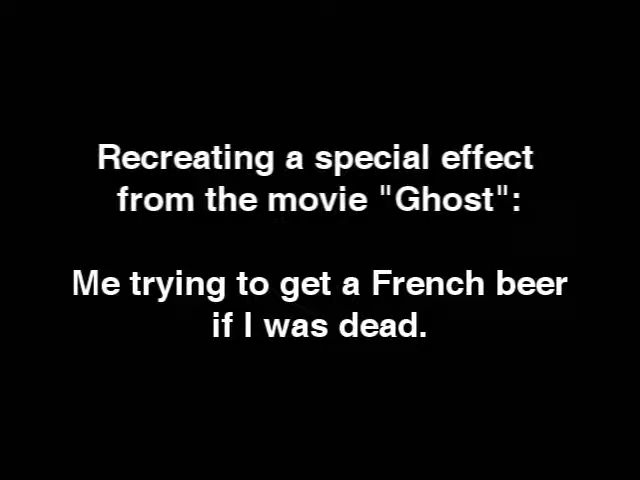 Recreating a special effect
from the movie "Ghost":
Me trying to get a French beer
if I was dead.